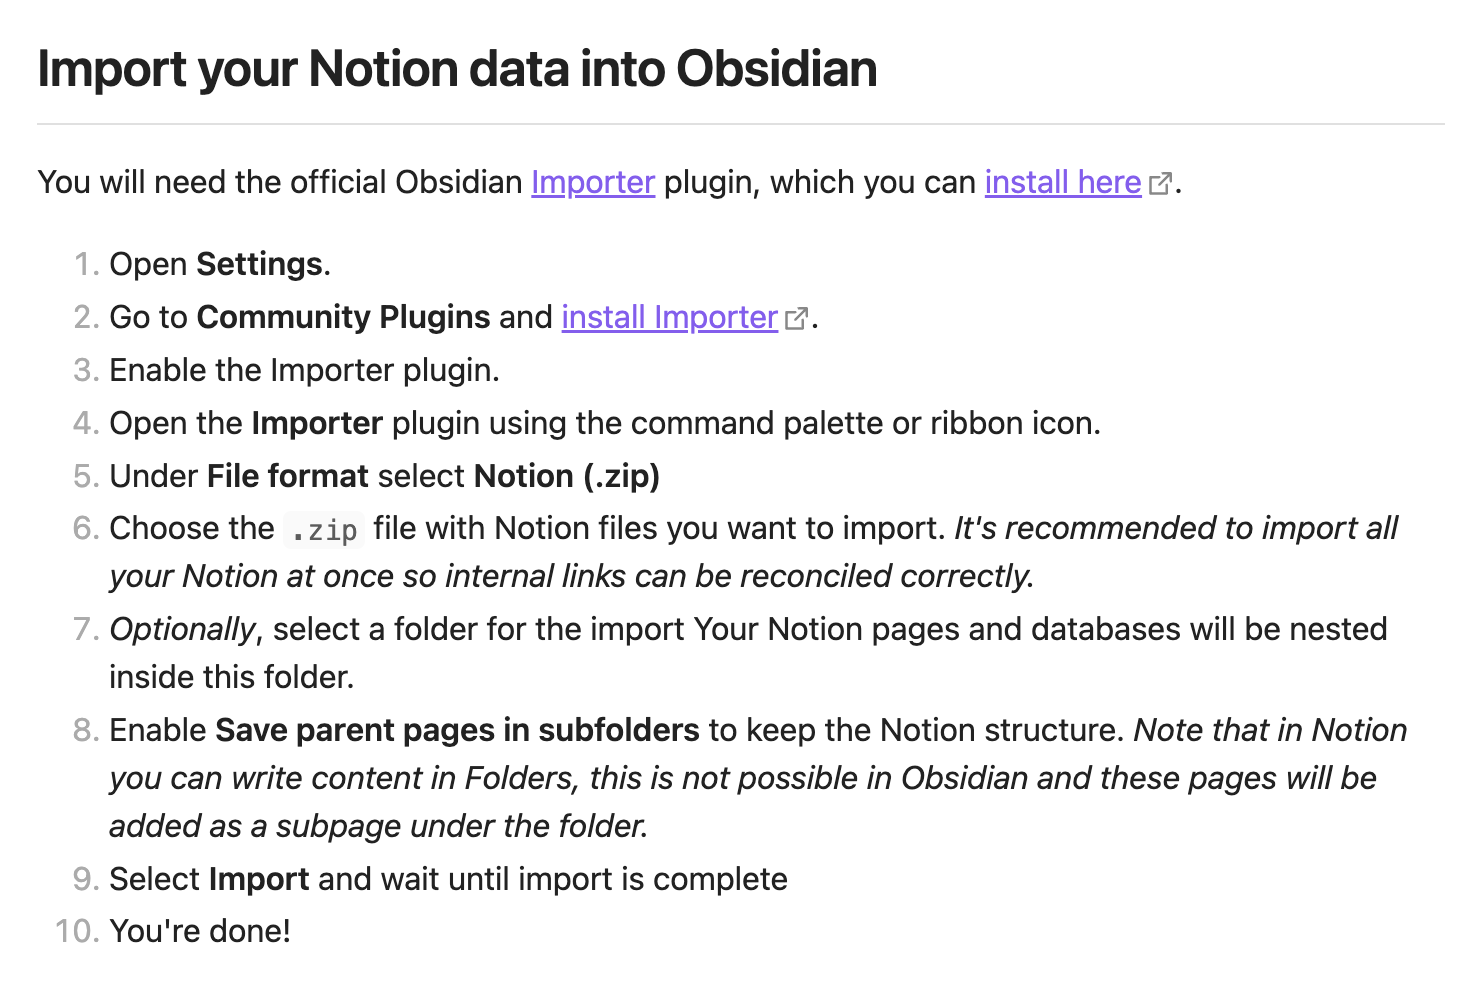 Import your Notion data into Obsidian
You will need the official Obsidian Importer plugin, which you can install here.
1. Open Settings.
2. Go to Community Plugins and install Importer.
3. Enable the Importer plugin.
4. Open the Importer plugin using the command palette or ribbon icon.
5. Under File format select Notion (.zip)
6. Choose the .zip file with Notion files you want to import. It's recommended to import all
your Notion at once so internal links can be reconciled correctly.
7. Optionally, select a folder for the import Your Notion pages and databases will be nested
inside this folder.
8. Enable Save parent pages in subfolders to keep the Notion structure. Note that in Notion
you can write content in Folders, this is not possible in Obsidian and these pages will be
added as a subpage under the folder.
9. Select Import and wait until import is complete
10. You're done!